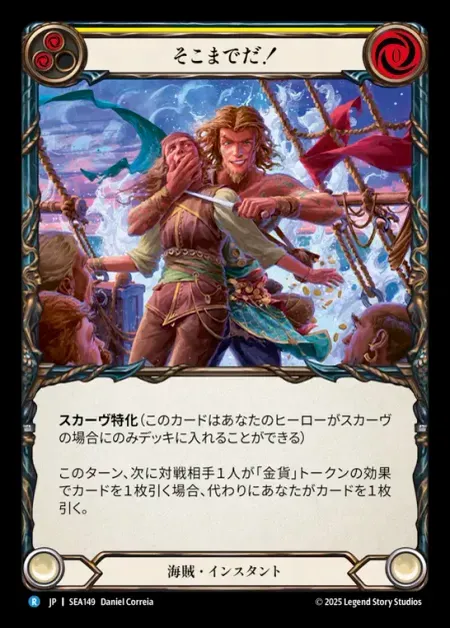 そこまでだ!
0
スカーヴ特化(このカードはあなたのヒーローがスカーヴ
の場合にのみデッキに入れることができる)
このターン、次に対戦相手1人が「金貨」トークンの効果
でカードを1枚引く場合、代わりにあなたがカードを1枚
引く。
海賊・インスタント
R JP | SEA149 Daniel Correia
© 2025 Legend Story Studios